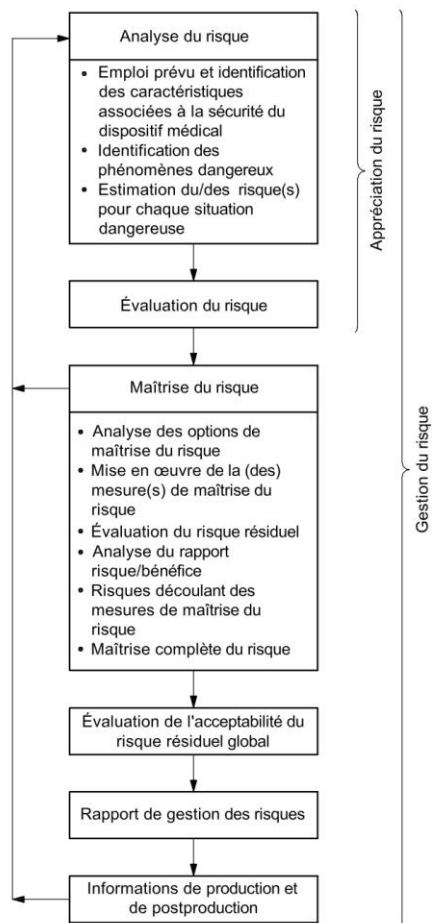 Analyse du risque
• Emploi prévu et identification
des caractéristiques
associées à la sécurité du
dispositif médical
• Identification des
phénomènes dangereux
• Estimation du/des risque(s)
pour chaque situation
dangereuse
Évaluation du risque
Appréciation du risque
Maîtrise du risque
• Analyse des options de
maîtrise du risque
• Mise en œuvre de la (des)
mesure(s) de maîtrise du
risque
• Évaluation du risque résiduel
• Analyse du rapport
risque/bénéfice
• Risques découlant des
mesures de maîtrise du
risque
• Maîtrise complète du risque
Évaluation de l'acceptabilité du
risque résiduel global
Rapport de gestion des risques
Informations de production et
de postproduction
Gestion du risque